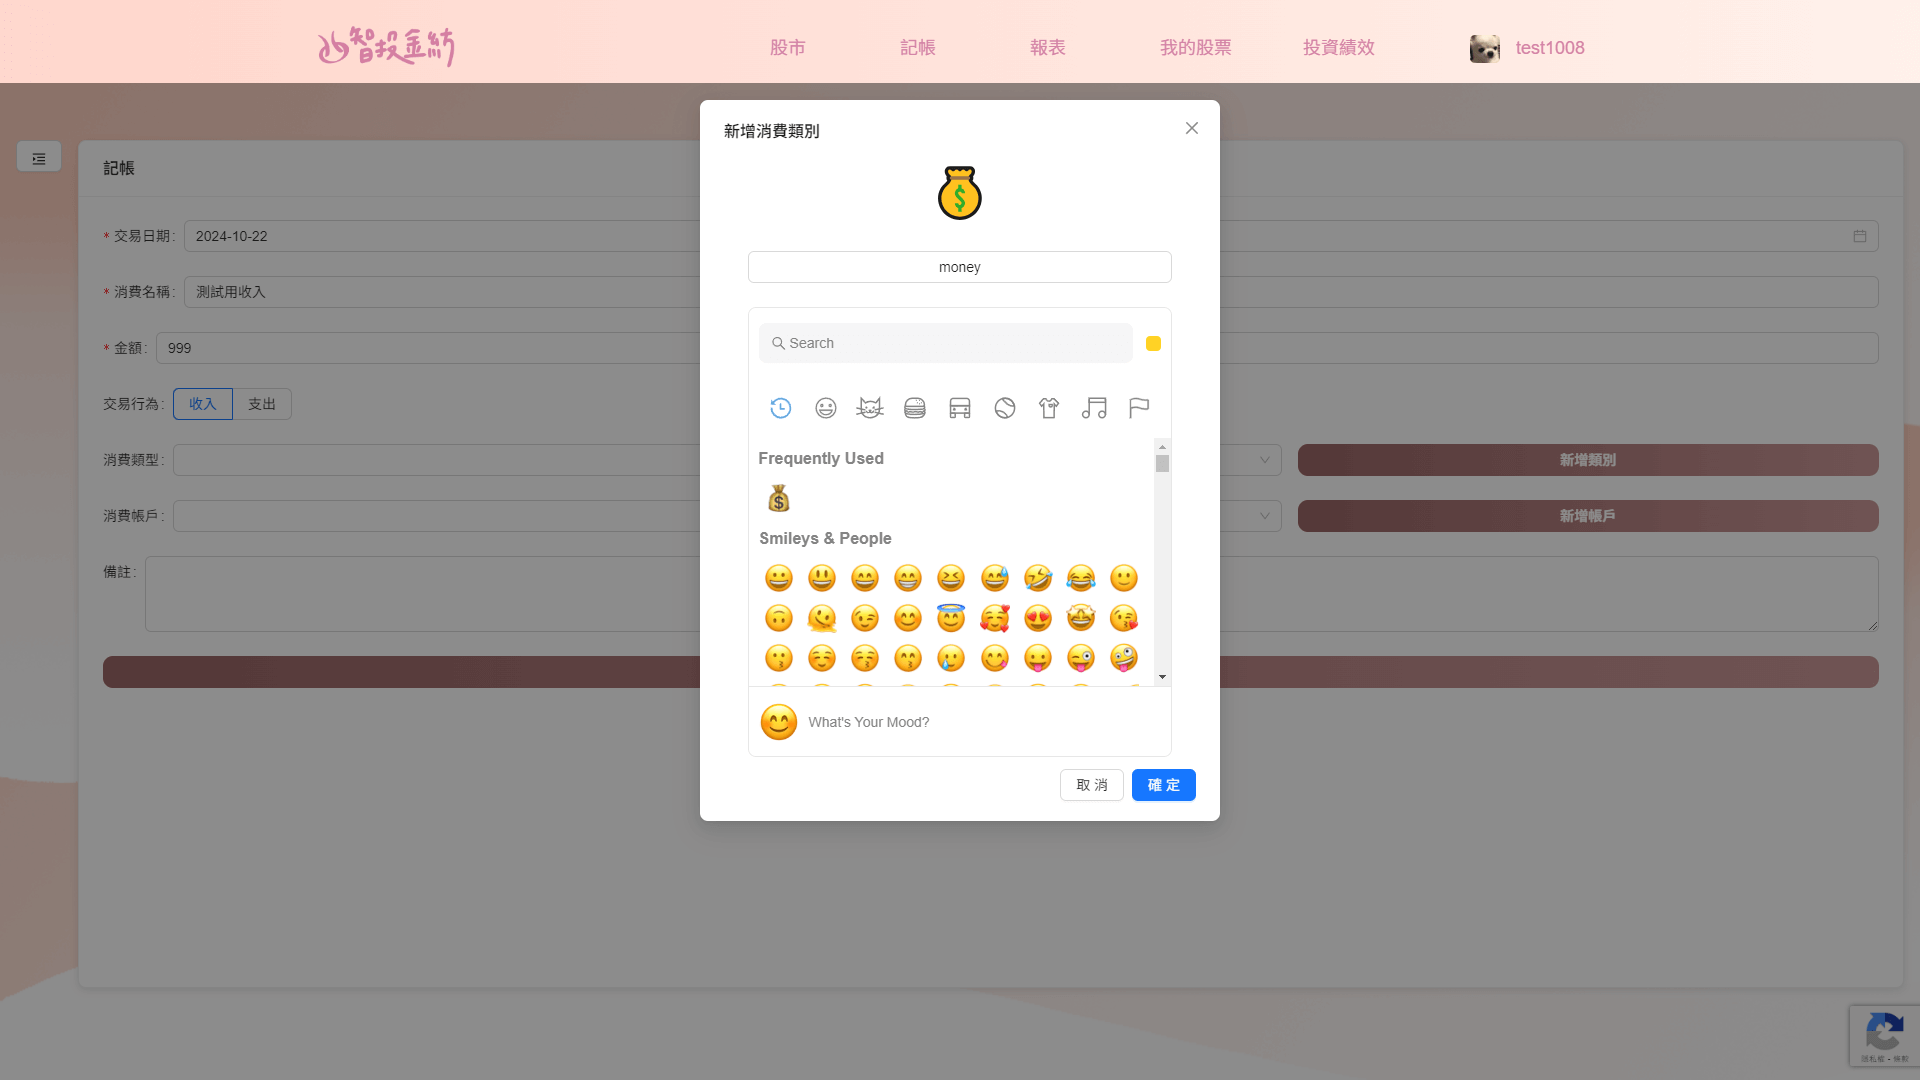 智投金紡
股市
記帳
報表
我的股票
投資績效
test1008
新增消費類別
money
Search
Frequently Used
Smileys & People
What's Your Mood?
取 消
確 定
記帳
* 交易日期:
2024-10-22
* 消費名稱:
測試用收入
* 金額:
999
交易行為:
收入
支出
消費類型:
新增類別
消費帳戶:
新增帳戶
備註:
隱私權 - 條款